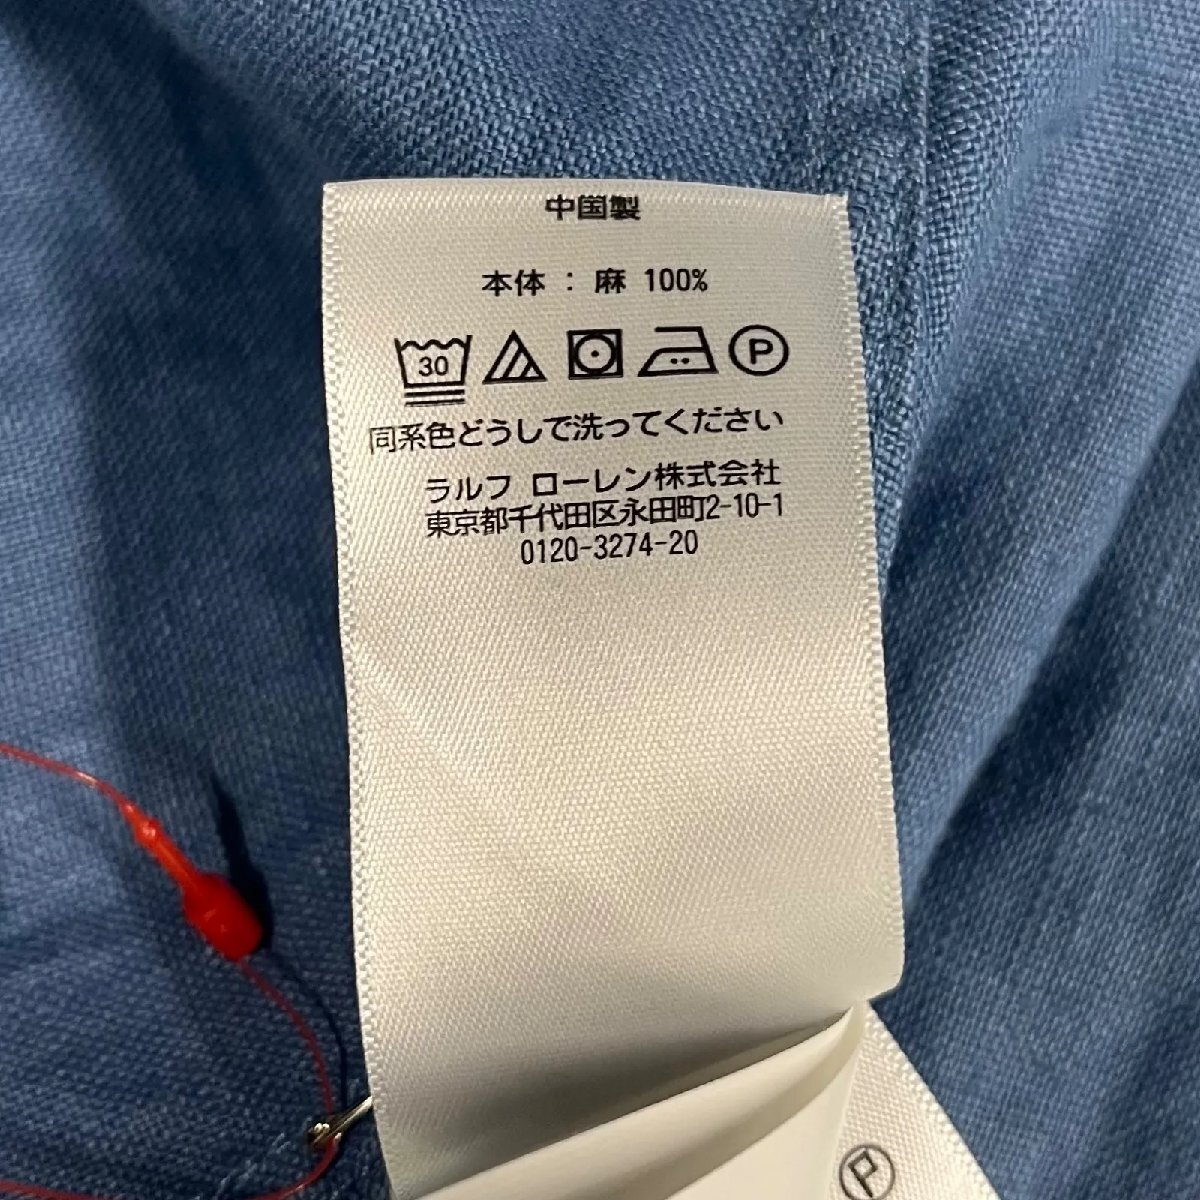 中国製
本体 : 麻 100%
30 P
同系色どうしで洗ってください
ラルフ ローレン株式会社
東京都千代田区永田町2-10-1
0120-3274-20
P